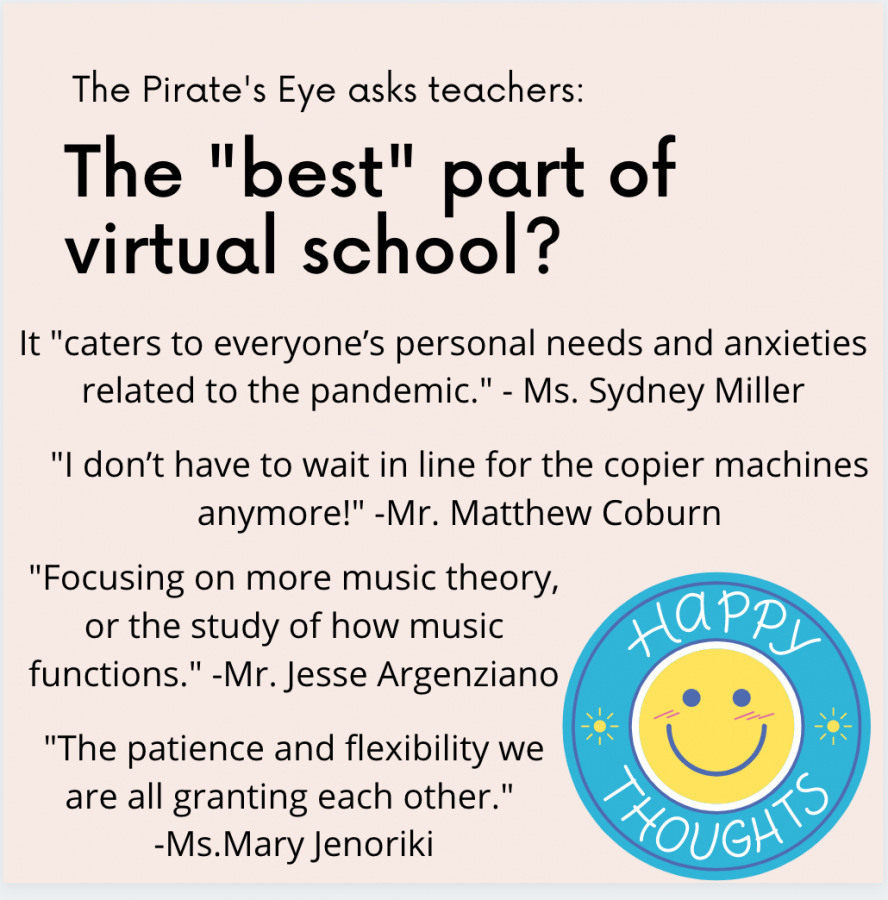 The Pirate's Eye asks teachers:
The "best" part of
virtual school?
It "caters to everyone’s personal needs and anxieties
related to the pandemic." - Ms. Sydney Miller
"I don’t have to wait in line for the copier machines
anymore!" -Mr. Matthew Coburn
"Focusing on more music theory,
or the study of how music
functions." -Mr. Jesse Argenziano
"The patience and flexibility we
are all granting each other."
-Ms.Mary Jenoriki
HAPPY
THOUGHTS